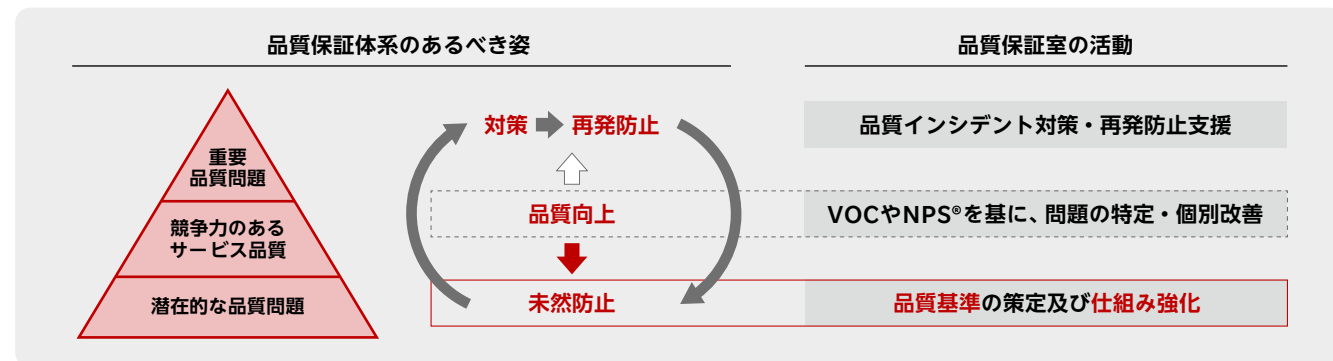 品質保証体系のあるべき姿
品質保証室の活動
重要
品質問題
競争力のある
サービス品質
潜在的な品質問題
対策
再発防止
品質向上
未然防止
品質インシデント対策・再発防止支援
VOCやNPS®を基に、問題の特定・個別改善
品質基準の策定及び仕組み強化